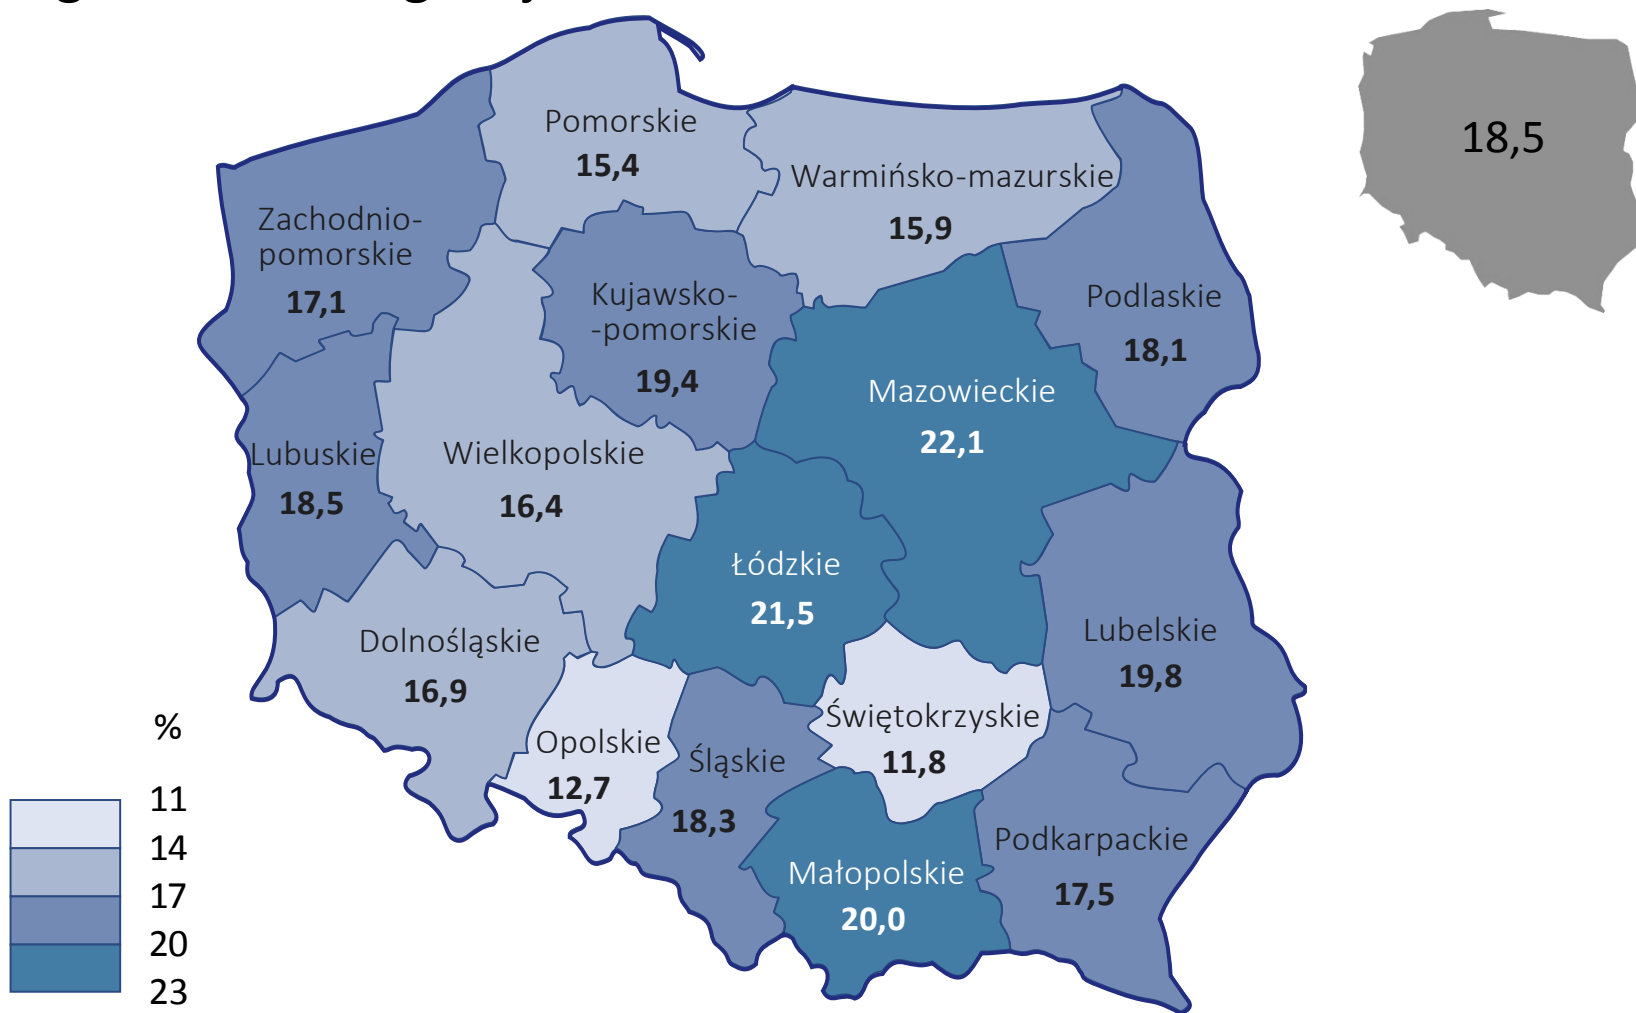 18,5
Pomorskie
15,4
Warmińsko-mazurskie
15,9
Zachodnio-
pomorskie
17,1
Kujawsko-
-pomorskie
19,4
Podlaskie
18,1
Mazowieckie
22,1
Lubuskie
18,5
Wielkopolskie
16,4
Łódzkie
21,5
Dolnośląskie
16,9
Lubelskie
19,8
Opolskie
12,7
Śląskie
18,3
Świętokrzyskie
11,8
Małopolskie
20,0
Podkarpackie
17,5
%
11
14
17
20
23